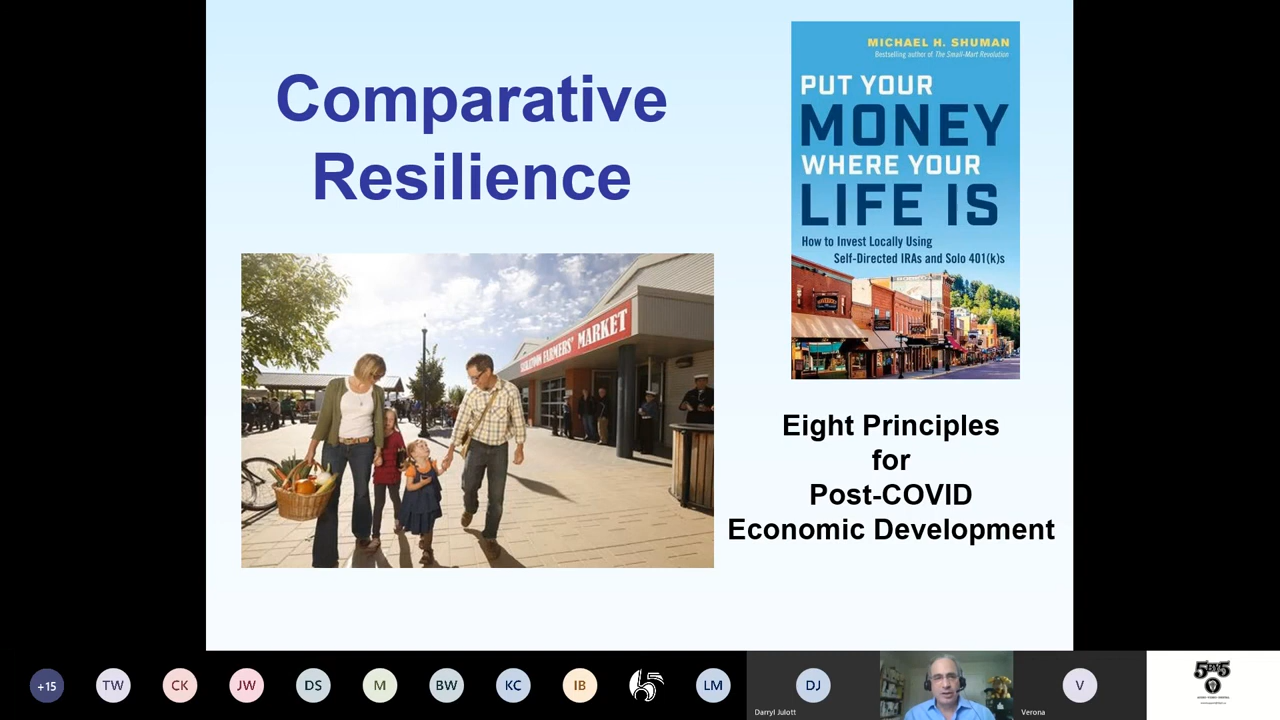 Comparative
Resilience
MICHAEL H. SHUMAN
Bestselling author of The Small-Mart Revolution
PUT YOUR
MONEY
WHERE YOUR
LIFE IS
How to Invest Locally Using
Self-Directed IRAs and Solo 401(k)s
SASKATOON FARMERS' MARKET
Eight Principles
for
Post-COVID
Economic Development
+15
TW
CK
JW
DS
M
BW
KC
IB
LM
DJ
Darryl Julott
V
Verona
5BY5